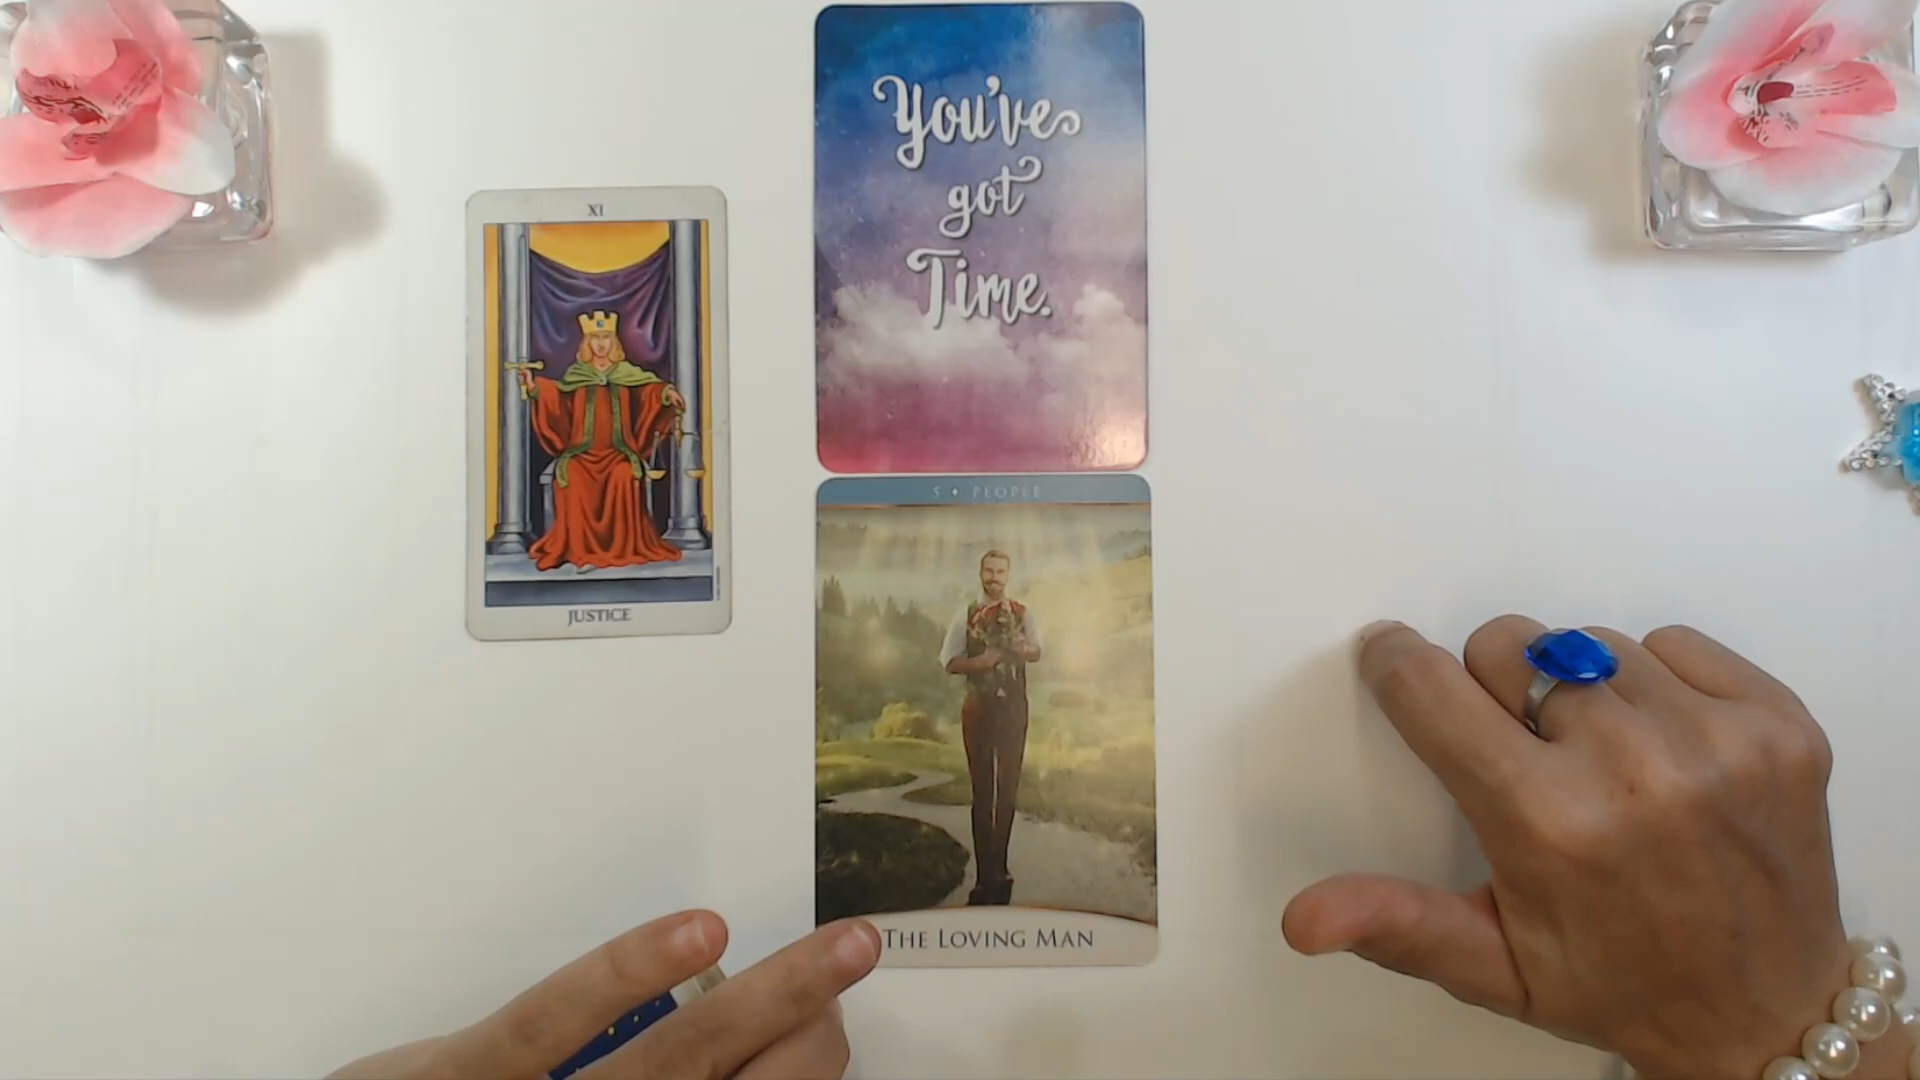 You've
got
Time.
XI
JUSTICE
5 ♦ PEOPLE
THE LOVING MAN